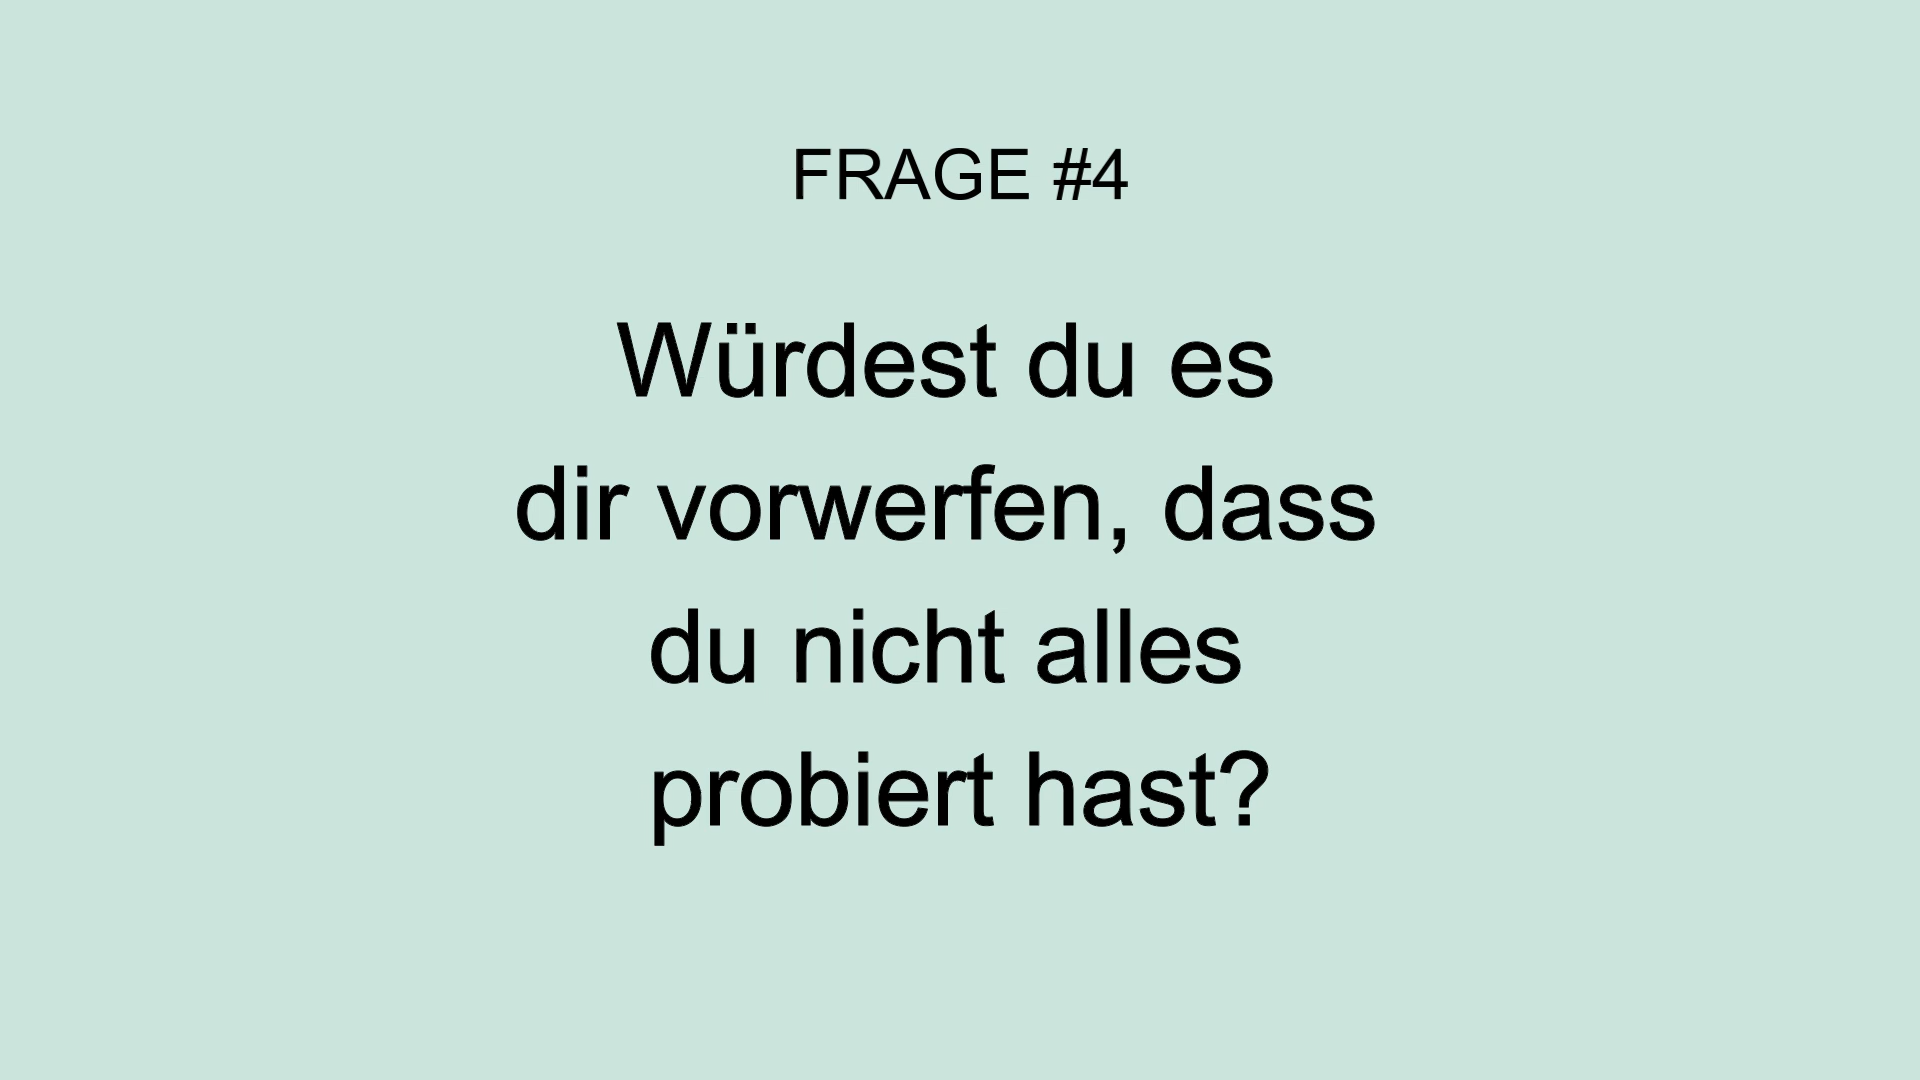 FRAGE #4
Würdest du es
dir vorwerfen, dass
du nicht alles
probiert hast?